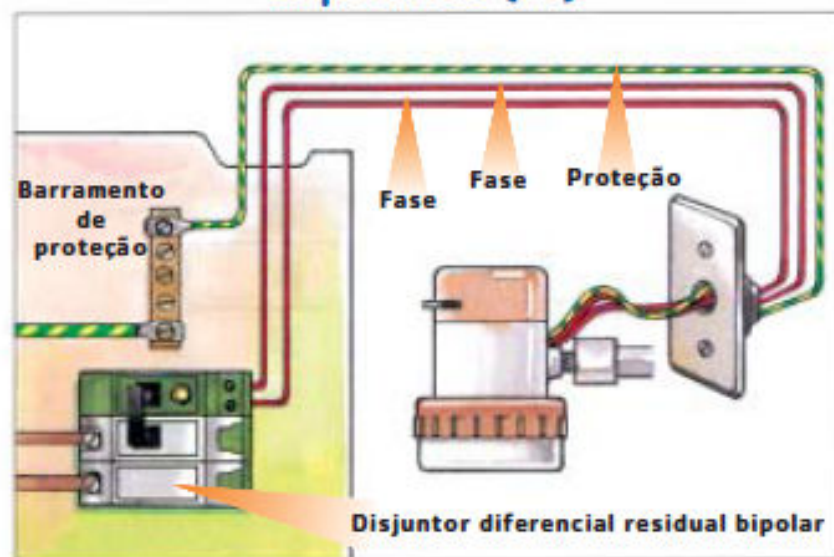 Fase
Fase
Proteção
Barramento
de
proteção
Disjuntor diferencial residual bipolar